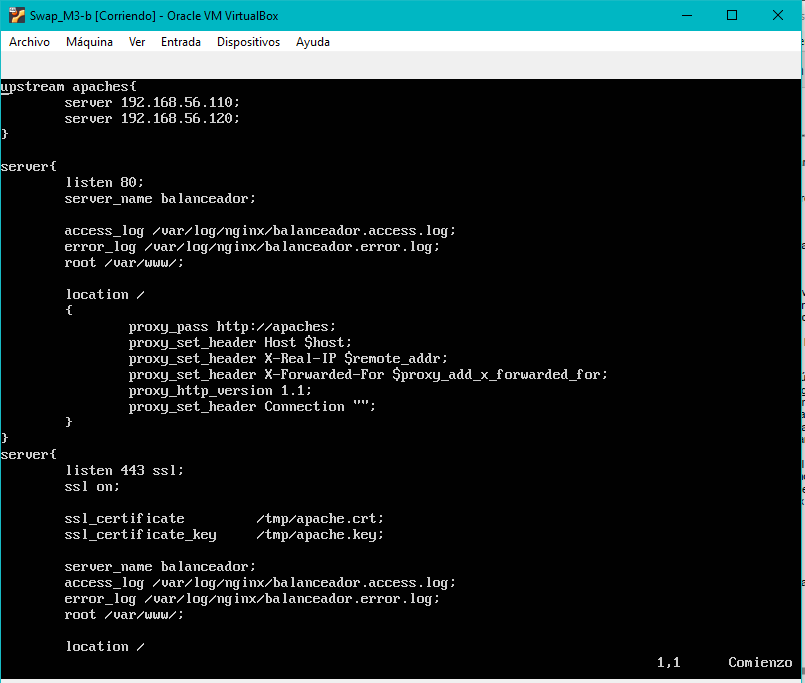 Swap_M3-b [Corriendo] - Oracle VM VirtualBox
Archivo Máquina Ver Entrada Dispositivos Ayuda
upstream apaches{
        server 192.168.56.110;
        server 192.168.56.120;
}

server{
        listen 80;
        server_name balanceador;

        access_log /var/log/nginx/balanceador.access.log;
        error_log /var/log/nginx/balanceador.error.log;
        root /var/www/;

        location /
        {
                proxy_pass http://apaches;
                proxy_set_header Host $host;
                proxy_set_header X-Real-IP $remote_addr;
                proxy_set_header X-Forwarded-For $proxy_add_x_forwarded_for;
                proxy_http_version 1.1;
                proxy_set_header Connection "";
        }
}
server{
        listen 443 ssl;
        ssl on;

        ssl_certificate         /tmp/apache.crt;
        ssl_certificate_key     /tmp/apache.key;

        server_name balanceador;
        access_log /var/log/nginx/balanceador.access.log;
        error_log /var/log/nginx/balanceador.error.log;
        root /var/www/;

        location /
1,1 Comienzo